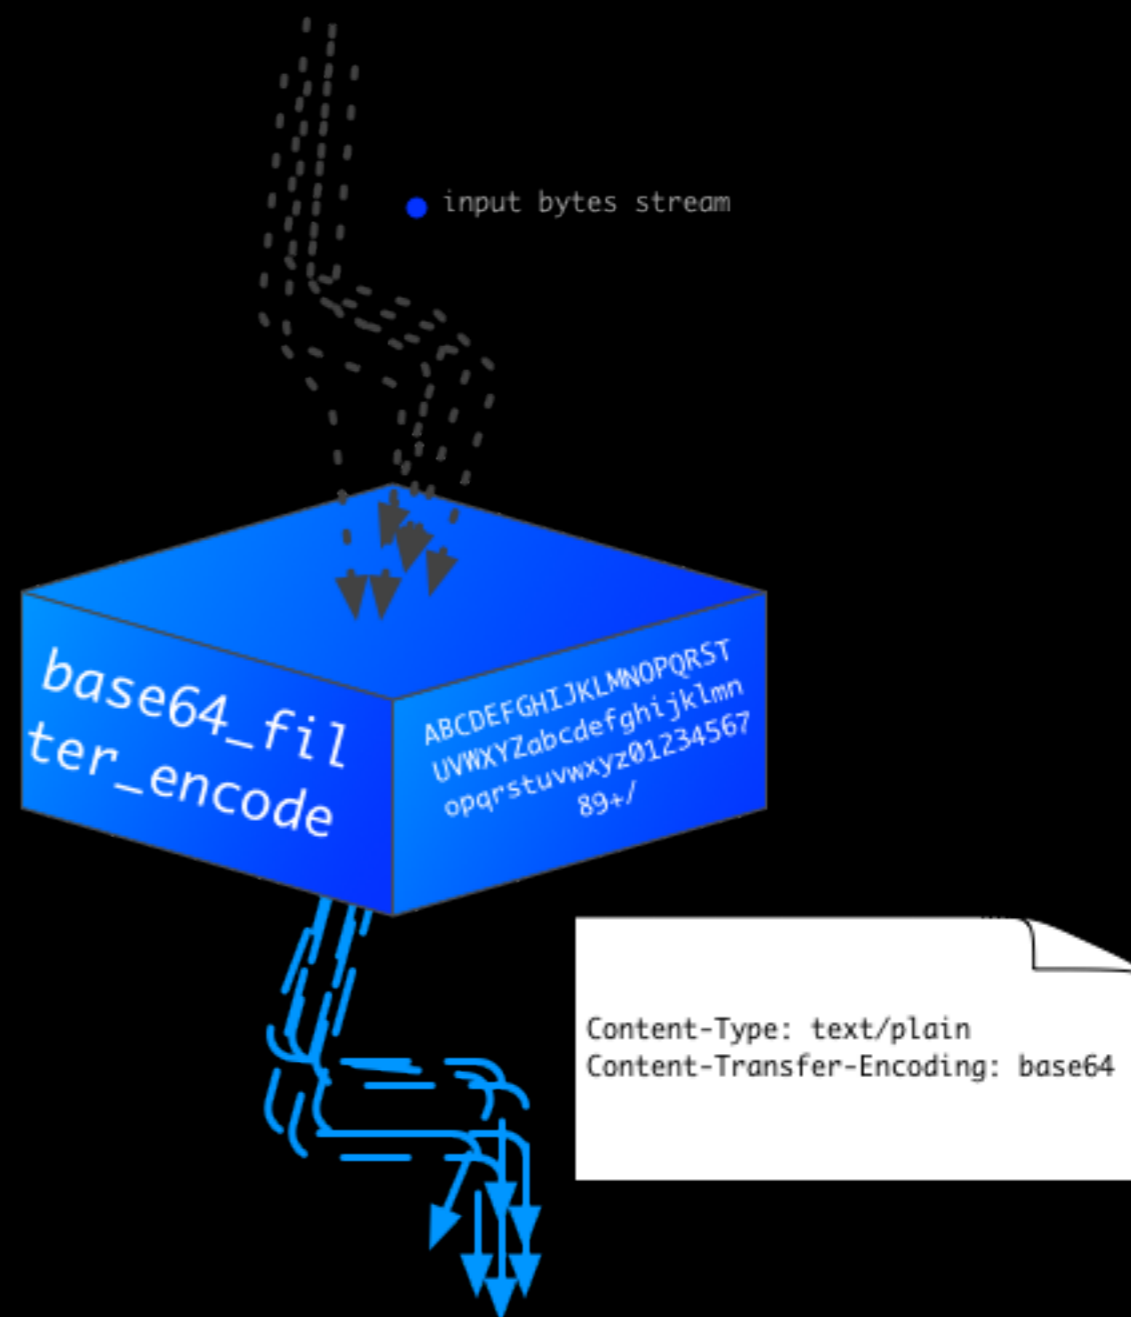 input bytes stream
base64_fil
ter_encode
ABCDEFGHIJKLMNOPQRST
UVWXYZabcdefghijklmn
opqrstuvwxyz01234567
89+/
Content-Type: text/plain
Content-Transfer-Encoding: base64